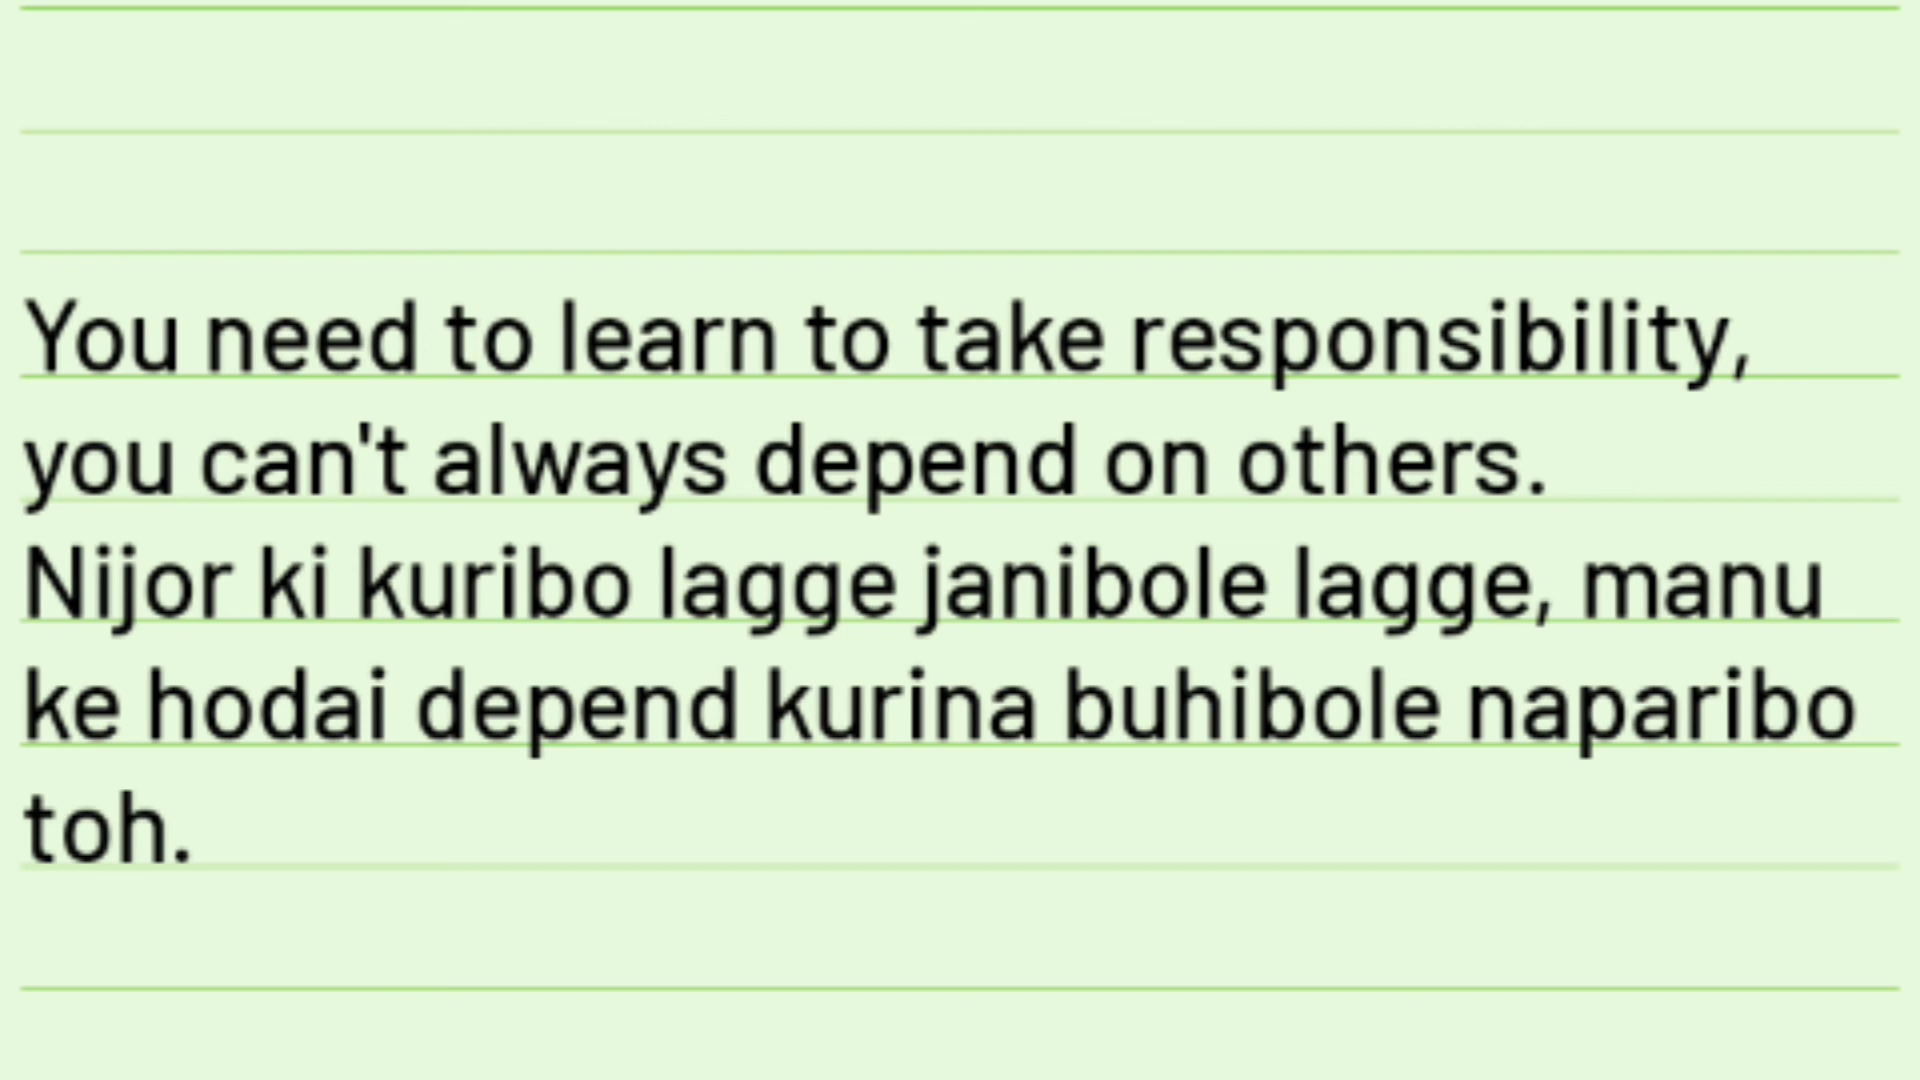 You need to learn to take responsibility,
you can't always depend on others.
Nijor ki kuribo lagge janibole lagge, manu
ke hodai depend kurina buhibole naparibo
toh.